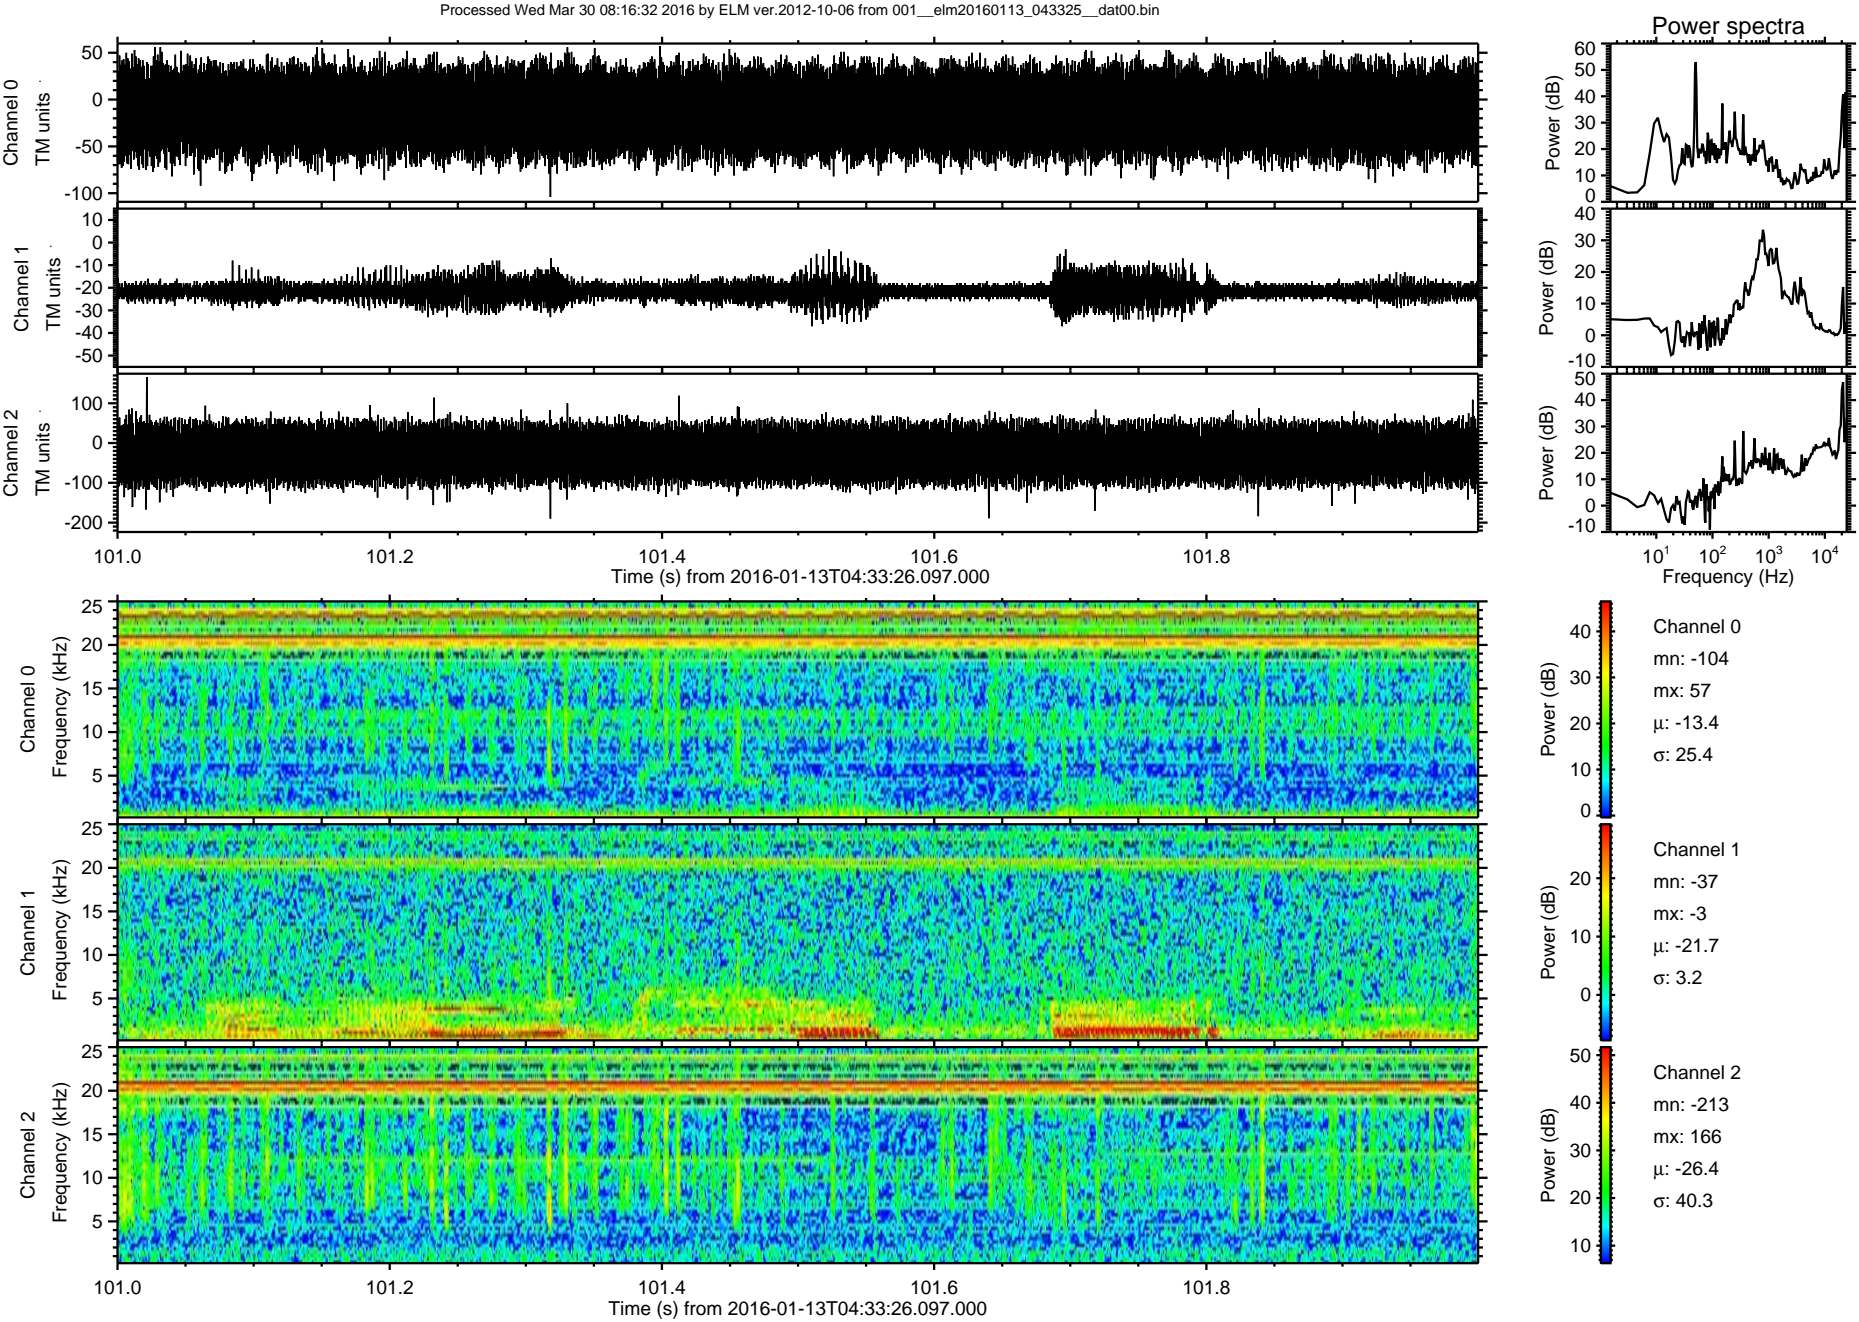 Processed Wed Mar 30 08:16:32 2016 by ELM ver.2012-10-06 from 001__elm20160113_043325__dat00.bin
Power spectra
Channel 0
TM units
50
0
-50
-100
Power (dB)
60
50
40
30
20
10
0
Channel 1
TM units
10
0
-10
-20
-30
-40
-50
Power (dB)
40
30
20
10
0
-10
Channel 2
TM units
100
0
-100
-200
Power (dB)
50
40
30
20
10
0
-10
101.0 101.2 101.4 101.6 101.8
Time (s) from 2016-01-13T04:33:26.097.000
10¹ 10² 10³ 10⁴
Frequency (Hz)
Channel 0
Frequency (kHz)
25
20
15
10
5
Power (dB)
40
30
20
10
0
Channel 0
mn: -104
mx: 57
μ: -13.4
σ: 25.4
Channel 1
Frequency (kHz)
25
20
15
10
5
Power (dB)
20
10
0
Channel 1
mn: -37
mx: -3
μ: -21.7
σ: 3.2
Channel 2
Frequency (kHz)
25
20
15
10
5
Power (dB)
50
40
30
20
10
Channel 2
mn: -213
mx: 166
μ: -26.4
σ: 40.3
101.0 101.2 101.4 101.6 101.8
Time (s) from 2016-01-13T04:33:26.097.000